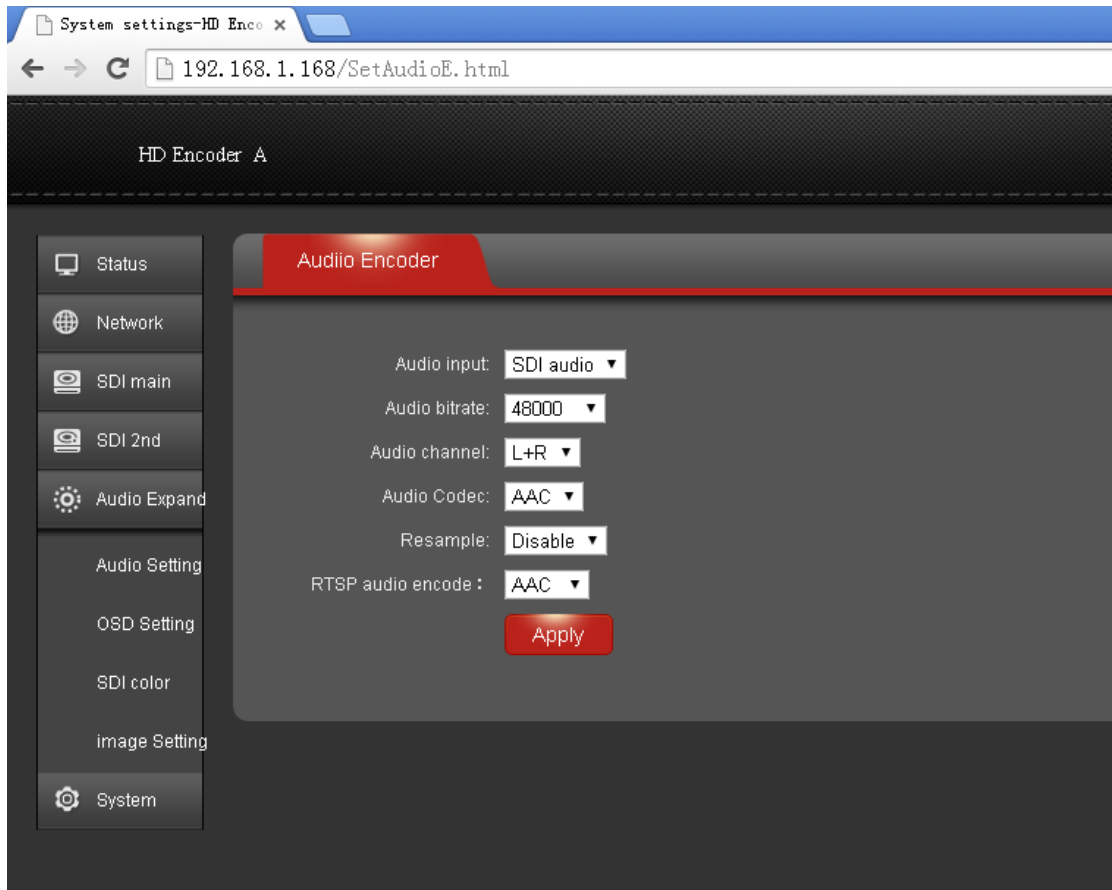 System settings-HD Enco
192.168.1.168/SetAudioE.html
HD Encoder A
Status
Network
SDI main
SDI 2nd
Audio Expand
Audio Setting
OSD Setting
SDI color
image Setting
System
Audiio Encoder
Audio input: SDI audio
Audio bitrate: 48000
Audio channel: L+R
Audio Codec: AAC
Resample: Disable
RTSP audio encode： AAC
Apply